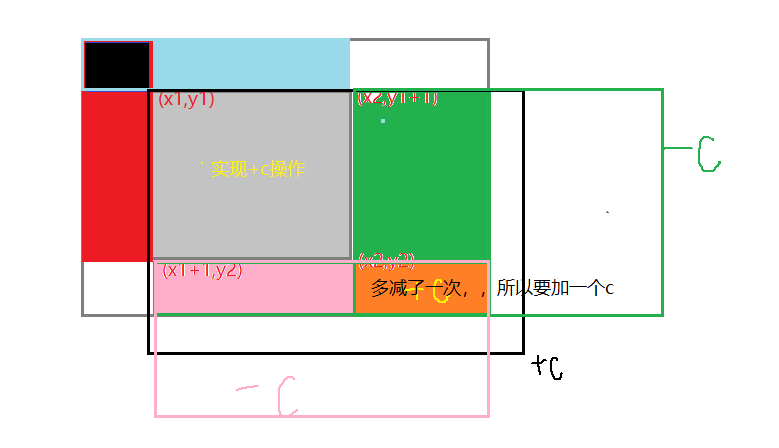 (x1,y1)
(x2,y1+1)
-C
实现+c操作
(x1+1,y2)
(x2,y2)
多减了一次,，所以要加一个c
+C
+C
-C